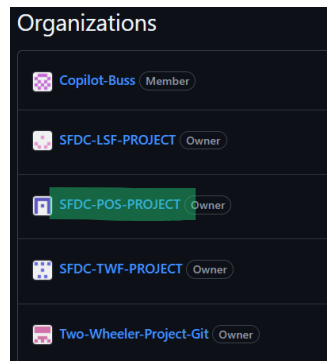 Organizations
Copilot-Buss Member
SFDC-LSF-PROJECT Owner
SFDC-POS-PROJECT Owner
SFDC-TWF-PROJECT Owner
Two-Wheeler-Project-Git Owner